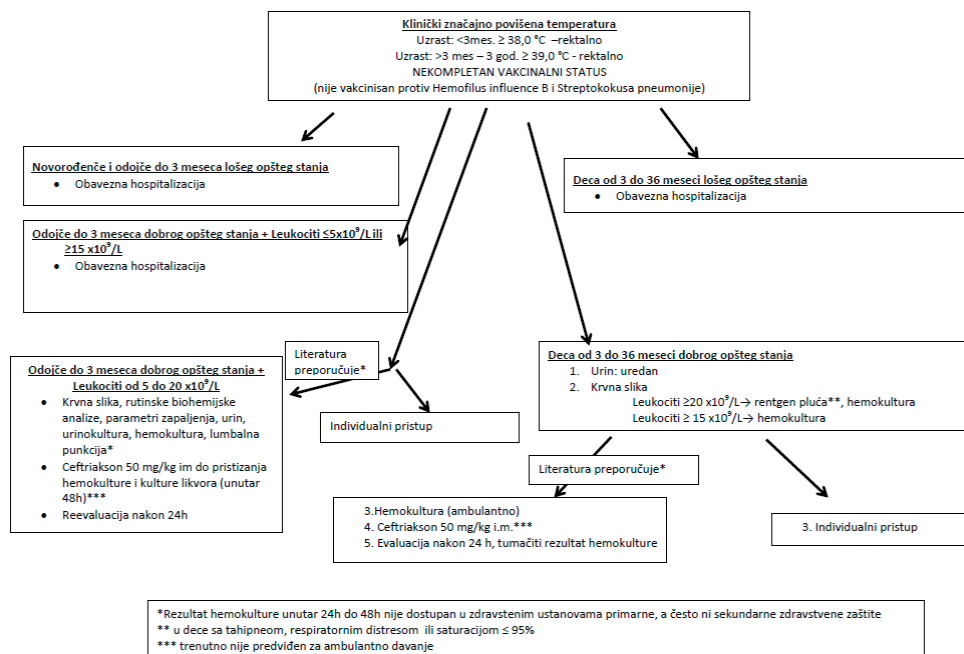 Klinički značajno povišena temperatura
Uzrast: <3mes. ≥ 38,0 °C –rektalno
Uzrast: >3 mes – 3 god. ≥ 39,0 °C - rektalno
NEKOMPLETAN VAKCINALNI STATUS
(nije vakcinisan protiv Hemofilus influence B i Streptokokusa pneumonije)
Novorođenče i odojče do 3 meseca lošeg opšteg stanja
• Obavezna hospitalizacija
Deca od 3 do 36 meseci lošeg opšteg stanja
• Obavezna hospitalizacija
Odojče do 3 meseca dobrog opšteg stanja + Leukociti ≤5x10⁹/L ili
≥15 x10⁹/L
• Obavezna hospitalizacija
Literatura
preporučuje*
Odojče do 3 meseca dobrog opšteg stanja +
Leukociti od 5 do 20 x10⁹/L
• Krvna slika, rutinske biohemijske
analize, parametri zapaljenja, urin,
urinokultura, hemokultura, lumbalna
punkcija*
• Ceftriakson 50 mg/kg im do pristizanja
hemokulture i kulture likvora (unutar
48h)***
• Reevaluacija nakon 24h
Individualni pristup
Deca od 3 do 36 meseci dobrog opšteg stanja
1. Urin: uredan
2. Krvna slika
Leukociti ≥20 x10⁹/L→ rentgen pluća**, hemokultura
Leukociti ≥ 15 x10⁹/L→ hemokultura
Literatura preporučuje*
3.Hemokultura (ambulantno)
4. Ceftriakson 50 mg/kg i.m.***
5. Evaluacija nakon 24 h, tumačiti rezultat hemokulture
3. Individualni pristup
*Rezultat hemokulture unutar 24h do 48h nije dostupan u zdravstenim ustanovama primarne, a često ni sekundarne zdravstvene zaštite
** u dece sa tahipneom, respiratornim distresom ili saturacijom ≤ 95%
*** trenutno nije predviđen za ambulantno davanje